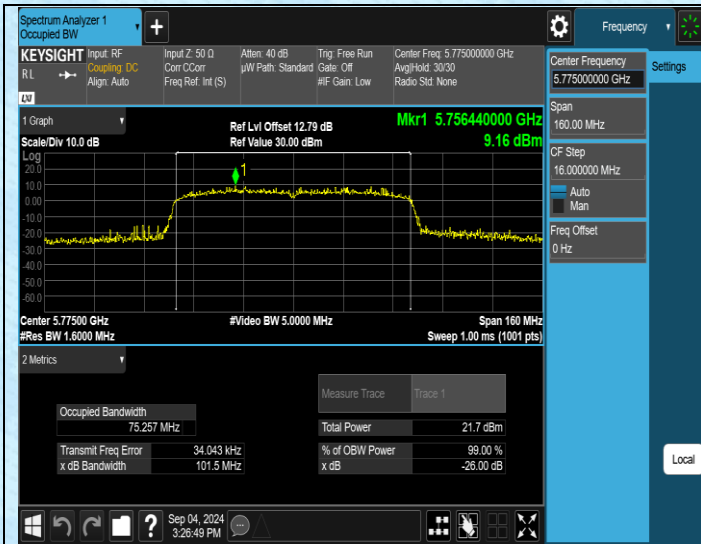 Spectrum Analyzer 1
Occupied BW
Frequency
KEYSIGHT
RL
LXI
Input: RF
Coupling: DC
Align: Auto
Input Z: 50 Ω
Corr CCorr
Freq Ref: Int (S)
Atten: 40 dB
µW Path: Standard
Trig: Free Run
Gate: Off
#IF Gain: Low
Center Freq: 5.775000000 GHz
Avg|Hold: 30/30
Radio Std: None
Center Frequency
5.775000000 GHz
Settings
Span
160.00 MHz
CF Step
16.000000 MHz
Auto
Man
Freq Offset
0 Hz
1 Graph
Scale/Div 10.0 dB
Ref Lvl Offset 12.79 dB
Ref Value 30.00 dBm
Mkr1 5.756440000 GHz
9.16 dBm
Log
20.0
10.0
0.00
-10.0
-20.0
-30.0
-40.0
-50.0
-60.0
1
Center 5.77500 GHz
#Res BW 1.6000 MHz
#Video BW 5.0000 MHz
Span 160 MHz
Sweep 1.00 ms (1001 pts)
2 Metrics
Measure Trace
Trace 1
Occupied Bandwidth
75.257 MHz
Total Power
21.7 dBm
Transmit Freq Error
34.043 kHz
% of OBW Power
99.00 %
x dB Bandwidth
101.5 MHz
x dB
-26.00 dB
Local
?
Sep 04, 2024
3:26:49 PM